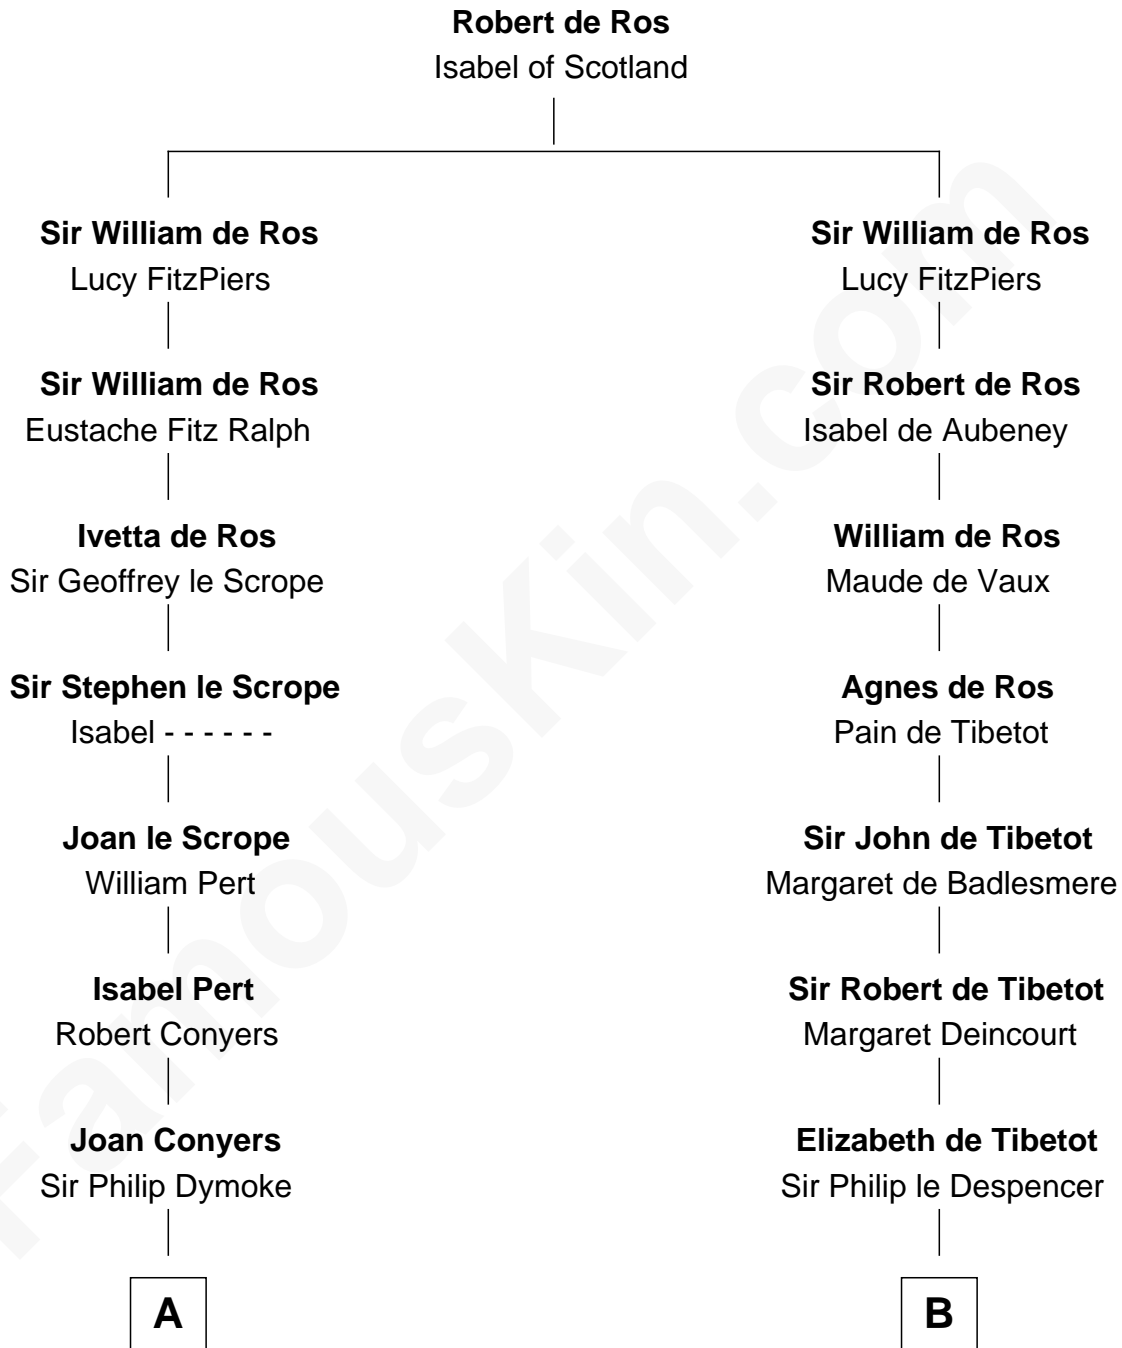 Robert de Ros
Isabel of Scotland
Sir William de Ros
Lucy FitzPiers
Sir William de Ros
Eustache Fitz Ralph
Ivetta de Ros
Sir Geoffrey le Scrope
Sir Stephen le Scrope
Isabel - - - - - -
Joan le Scrope
William Pert
Isabel Pert
Robert Conyers
Joan Conyers
Sir Philip Dymoke
A
Sir William de Ros
Lucy FitzPiers
Sir Robert de Ros
Isabel de Aubeney
William de Ros
Maude de Vaux
Agnes de Ros
Pain de Tibetot
Sir John de Tibetot
Margaret de Badlesmere
Sir Robert de Tibetot
Margaret Deincourt
Elizabeth de Tibetot
Sir Philip le Despencer
B
FamousKin.com